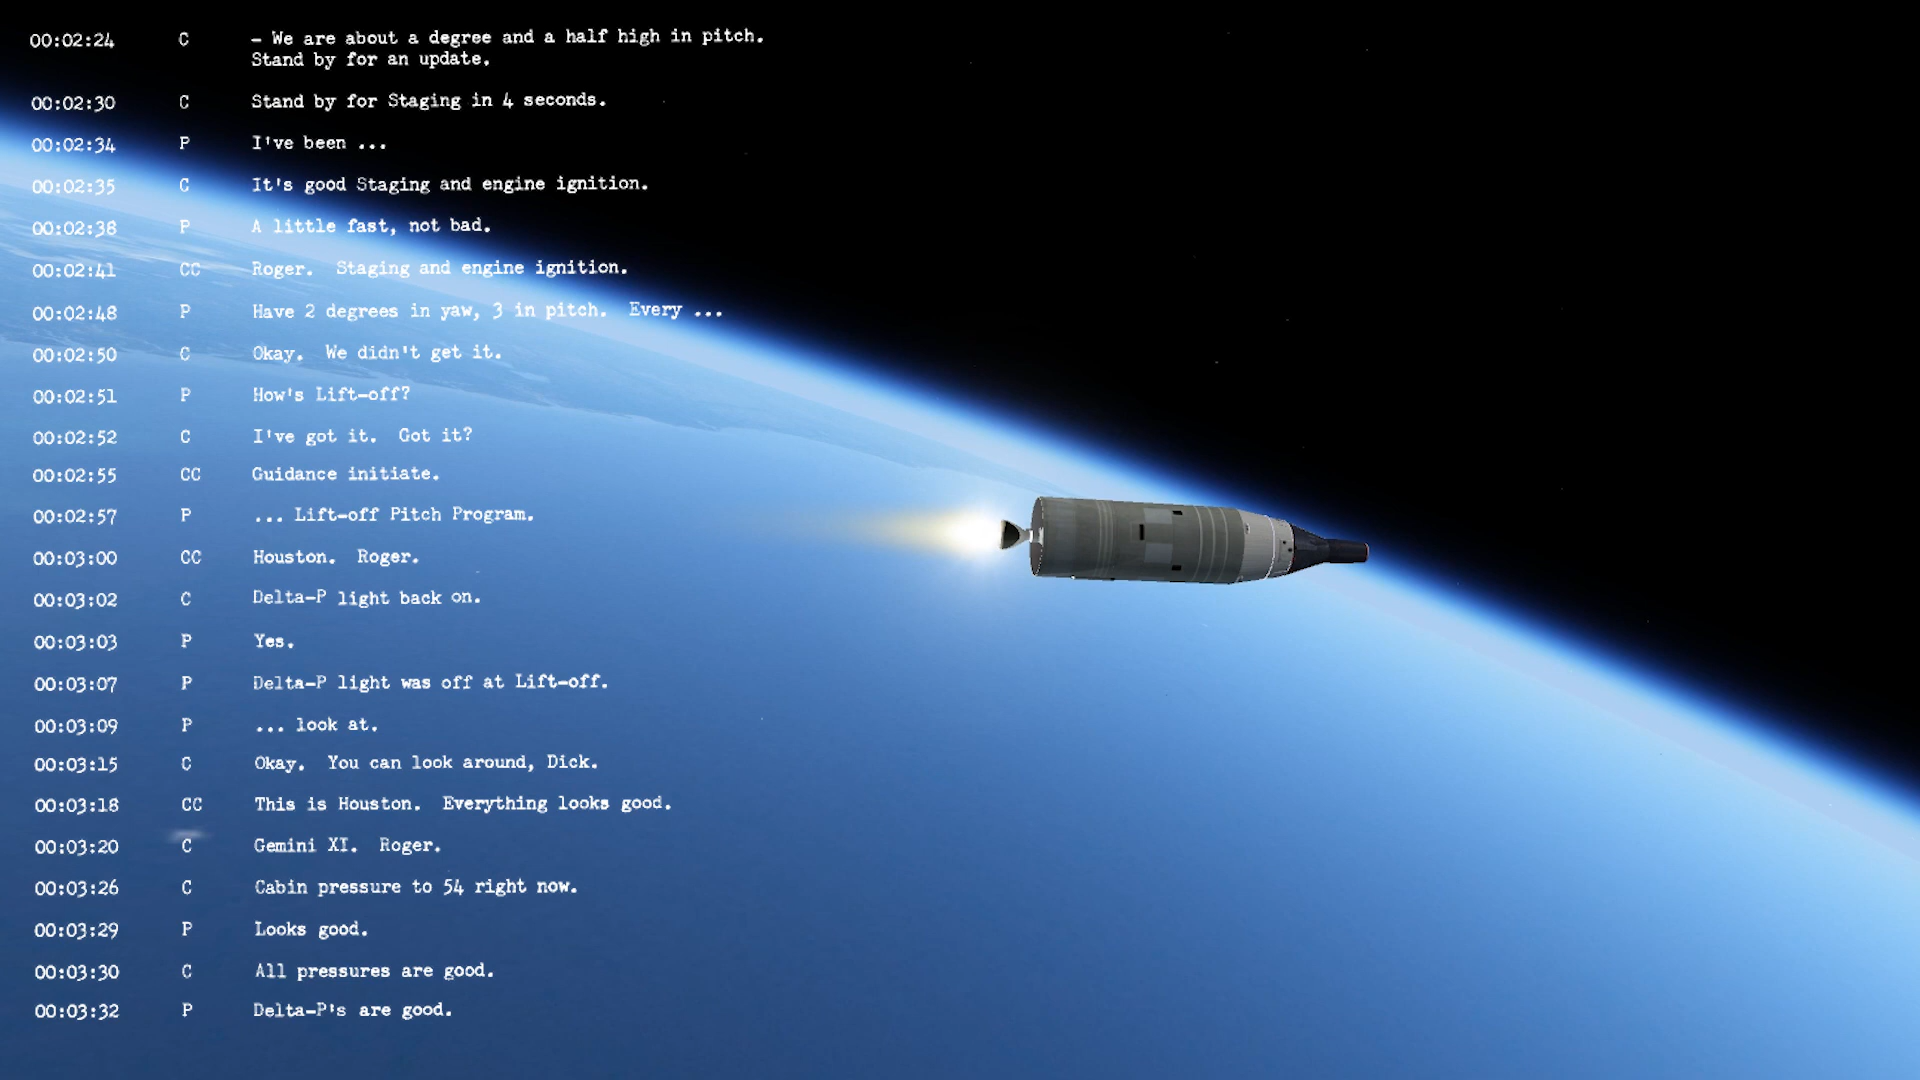 00:02:24 C - We are about a degree and a half high in pitch.
Stand by for an update.
00:02:30 C Stand by for Staging in 4 seconds.
00:02:34 P I've been ...
00:02:35 C It's good Staging and engine ignition.
00:02:38 P A little fast, not bad.
00:02:41 CC Roger. Staging and engine ignition.
00:02:48 P Have 2 degrees in yaw, 3 in pitch. Every ...
00:02:50 C Okay. We didn't get it.
00:02:51 P How's Lift-off?
00:02:52 C I've got it. Got it?
00:02:55 CC Guidance initiate.
00:02:57 P ... Lift-off Pitch Program.
00:03:00 CC Houston. Roger.
00:03:02 C Delta-P light back on.
00:03:03 P Yes.
00:03:07 P Delta-P light was off at Lift-off.
00:03:09 P ... look at.
00:03:15 C Okay. You can look around, Dick.
00:03:18 CC This is Houston. Everything looks good.
00:03:20 C Gemini XI. Roger.
00:03:26 C Cabin pressure to 54 right now.
00:03:29 P Looks good.
00:03:30 C All pressures are good.
00:03:32 P Delta-P's are good.